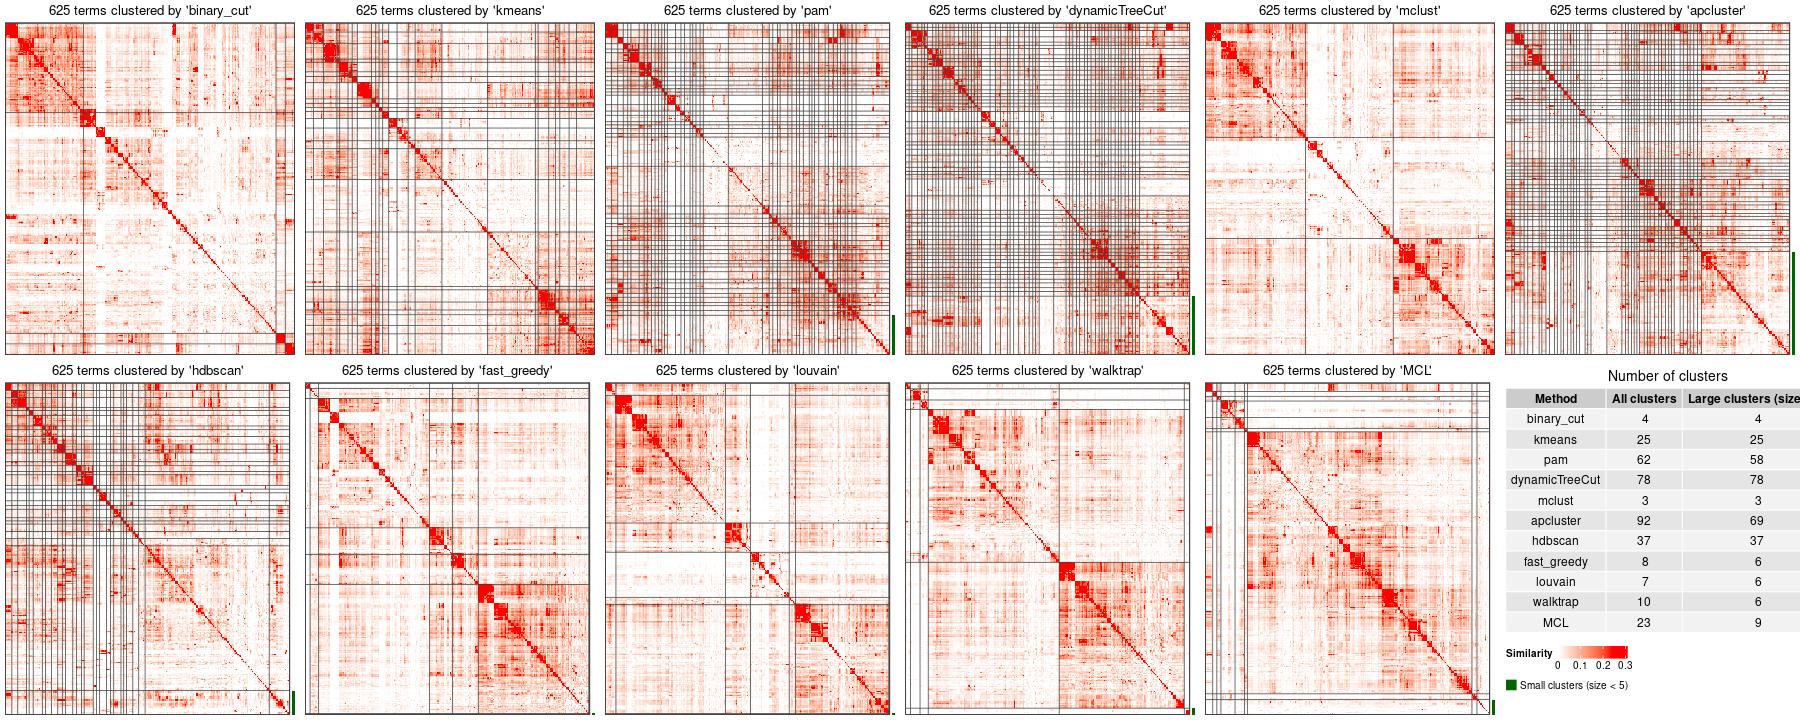 625 terms clustered by 'binary_cut'
625 terms clustered by 'kmeans'
625 terms clustered by 'pam'
625 terms clustered by 'dynamicTreeCut'
625 terms clustered by 'mclust'
625 terms clustered by 'apcluster'
625 terms clustered by 'hdbscan'
625 terms clustered by 'fast_greedy'
625 terms clustered by 'louvain'
625 terms clustered by 'walktrap'
625 terms clustered by 'MCL'
Number of clusters
Method All clusters Large clusters (size
binary_cut 4 4
kmeans 25 25
pam 62 58
dynamicTreeCut 78 78
mclust 3 3
apcluster 92 69
hdbscan 37 37
fast_greedy 8 6
louvain 7 6
walktrap 10 6
MCL 23 9
Similarity
0 0.1 0.2 0.3
Small clusters (size < 5)